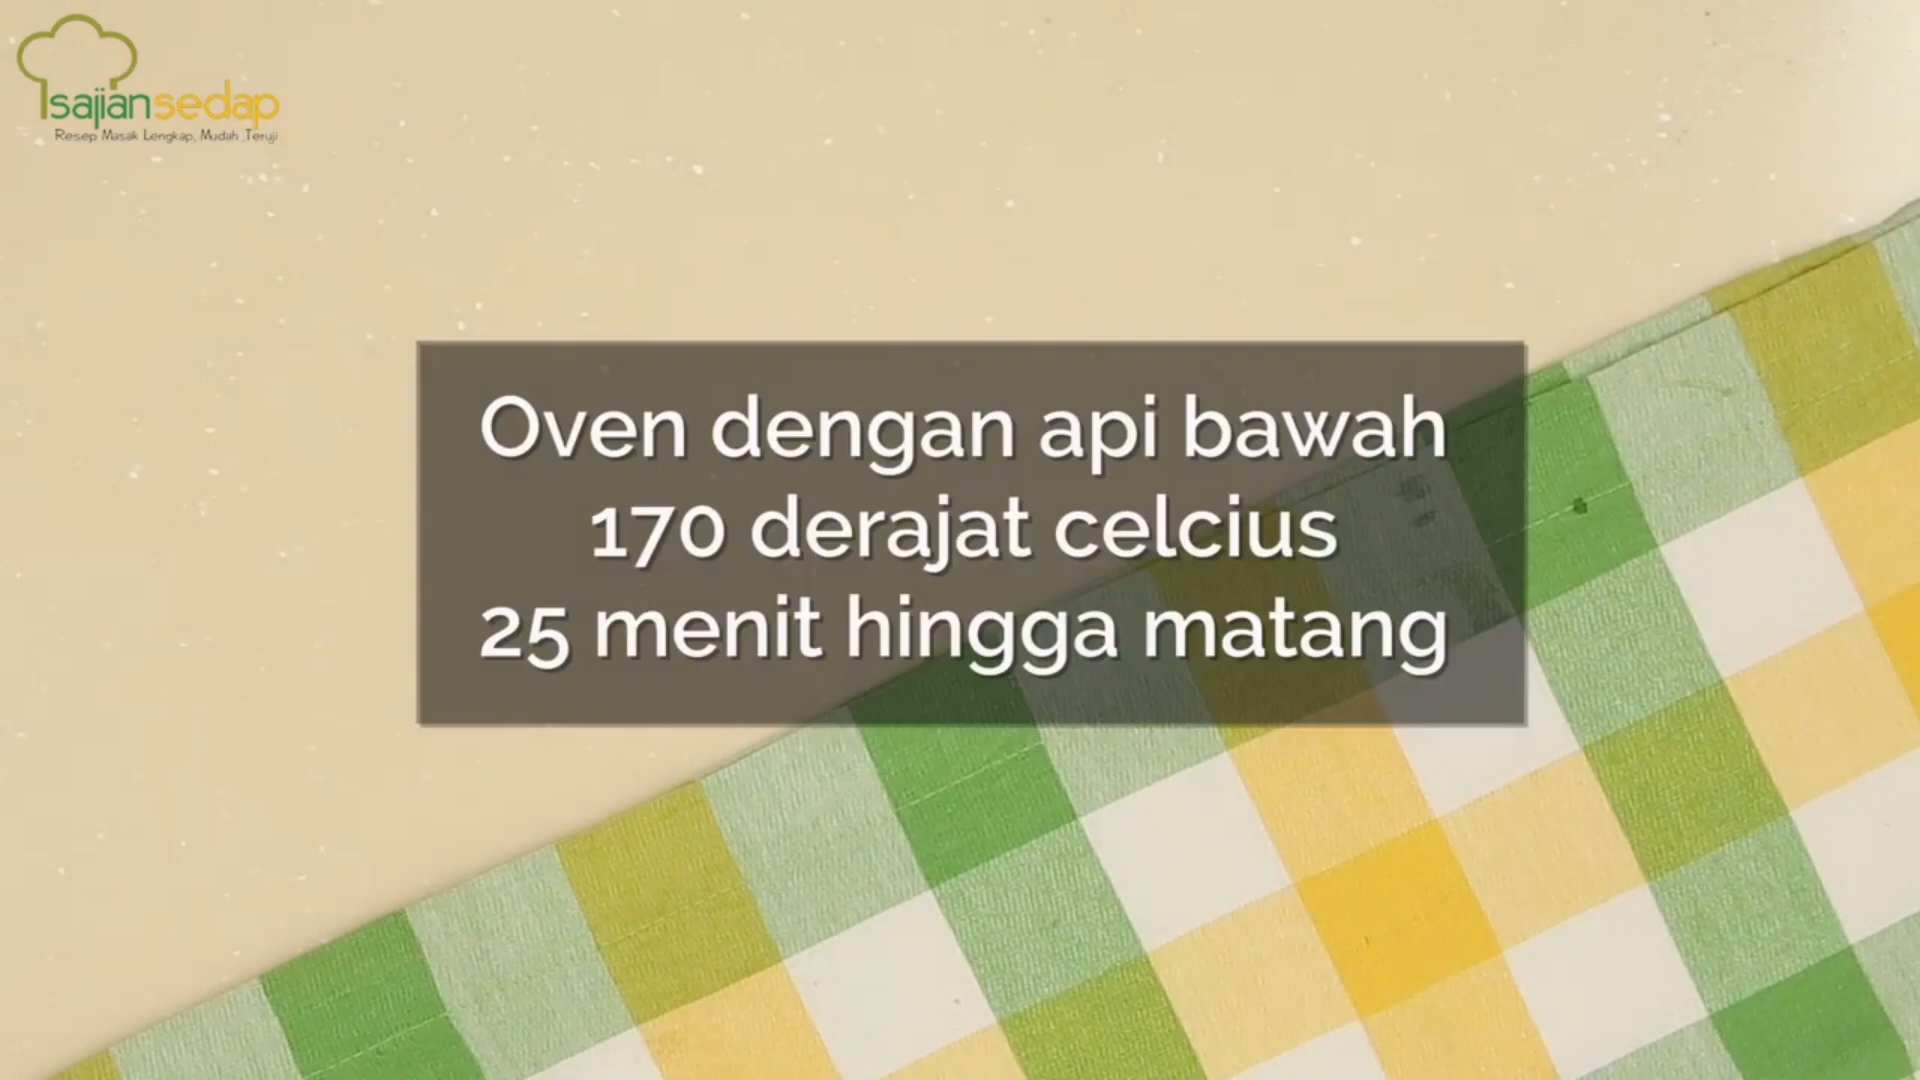 sajiansedap
Resep Masak Lengkap, Mudah ,Teruji
Oven dengan api bawah
170 derajat celcius
25 menit hingga matang